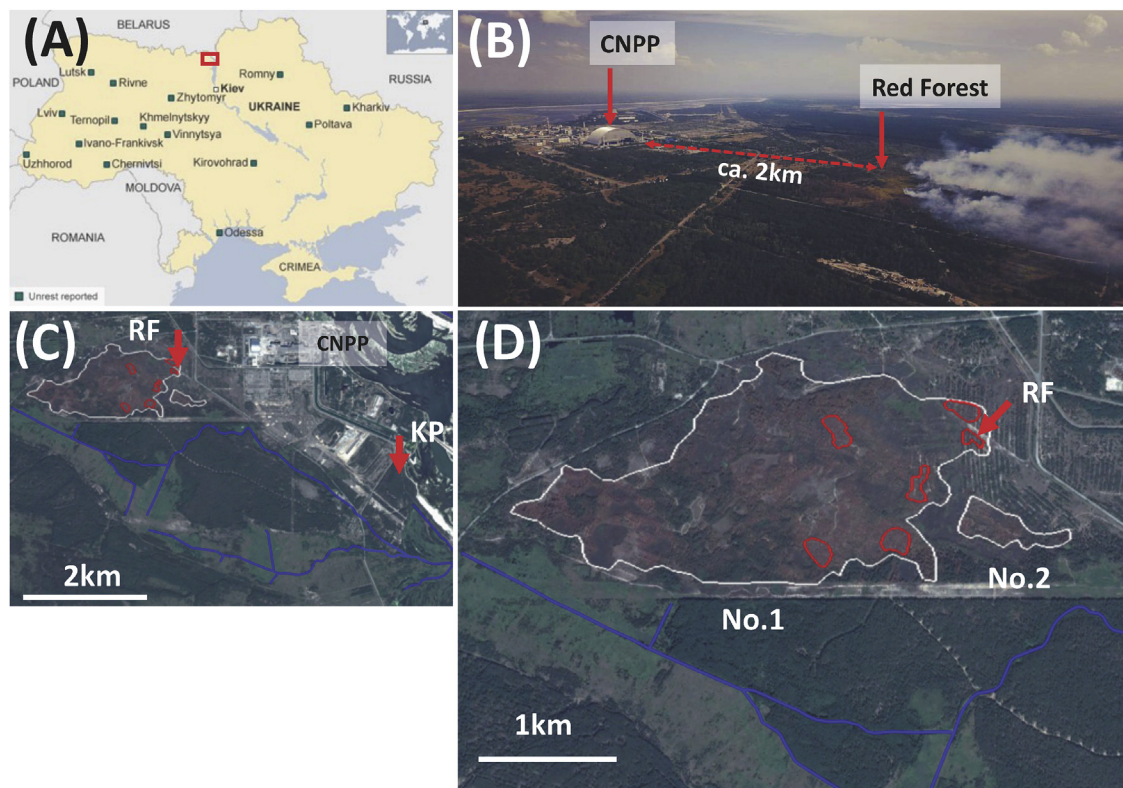 (A)
BELARUS
POLAND
Lutsk
Rivne
Romny
RUSSIA
Kiev
Zhytomyr
UKRAINE
Kharkiv
Lviv
Ternopil
Khmelnytskyy
Poltava
Ivano-Frankivsk
Vinnytsya
Uzhhorod
Chernivtsi
Kirovohrad
MOLDOVA
ROMANIA
Odessa
CRIMEA
Unrest reported
(B)
CNPP
Red Forest
ca. 2km
(C)
RF
CNPP
KP
2km
(D)
RF
No.2
No.1
1km